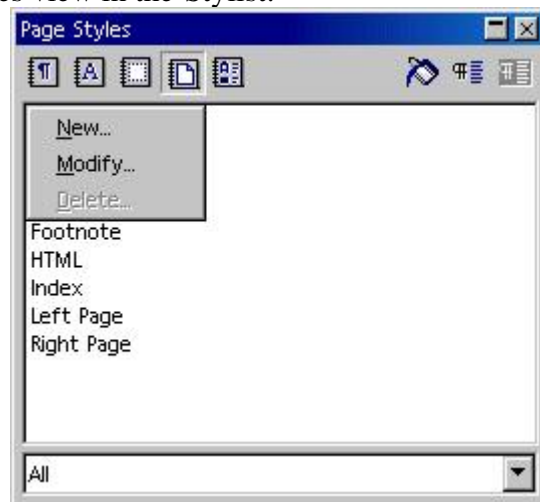 es view in the Stylist.
Page Styles
New...
Modify...
Delete...
Footnote
HTML
Index
Left Page
Right Page
All